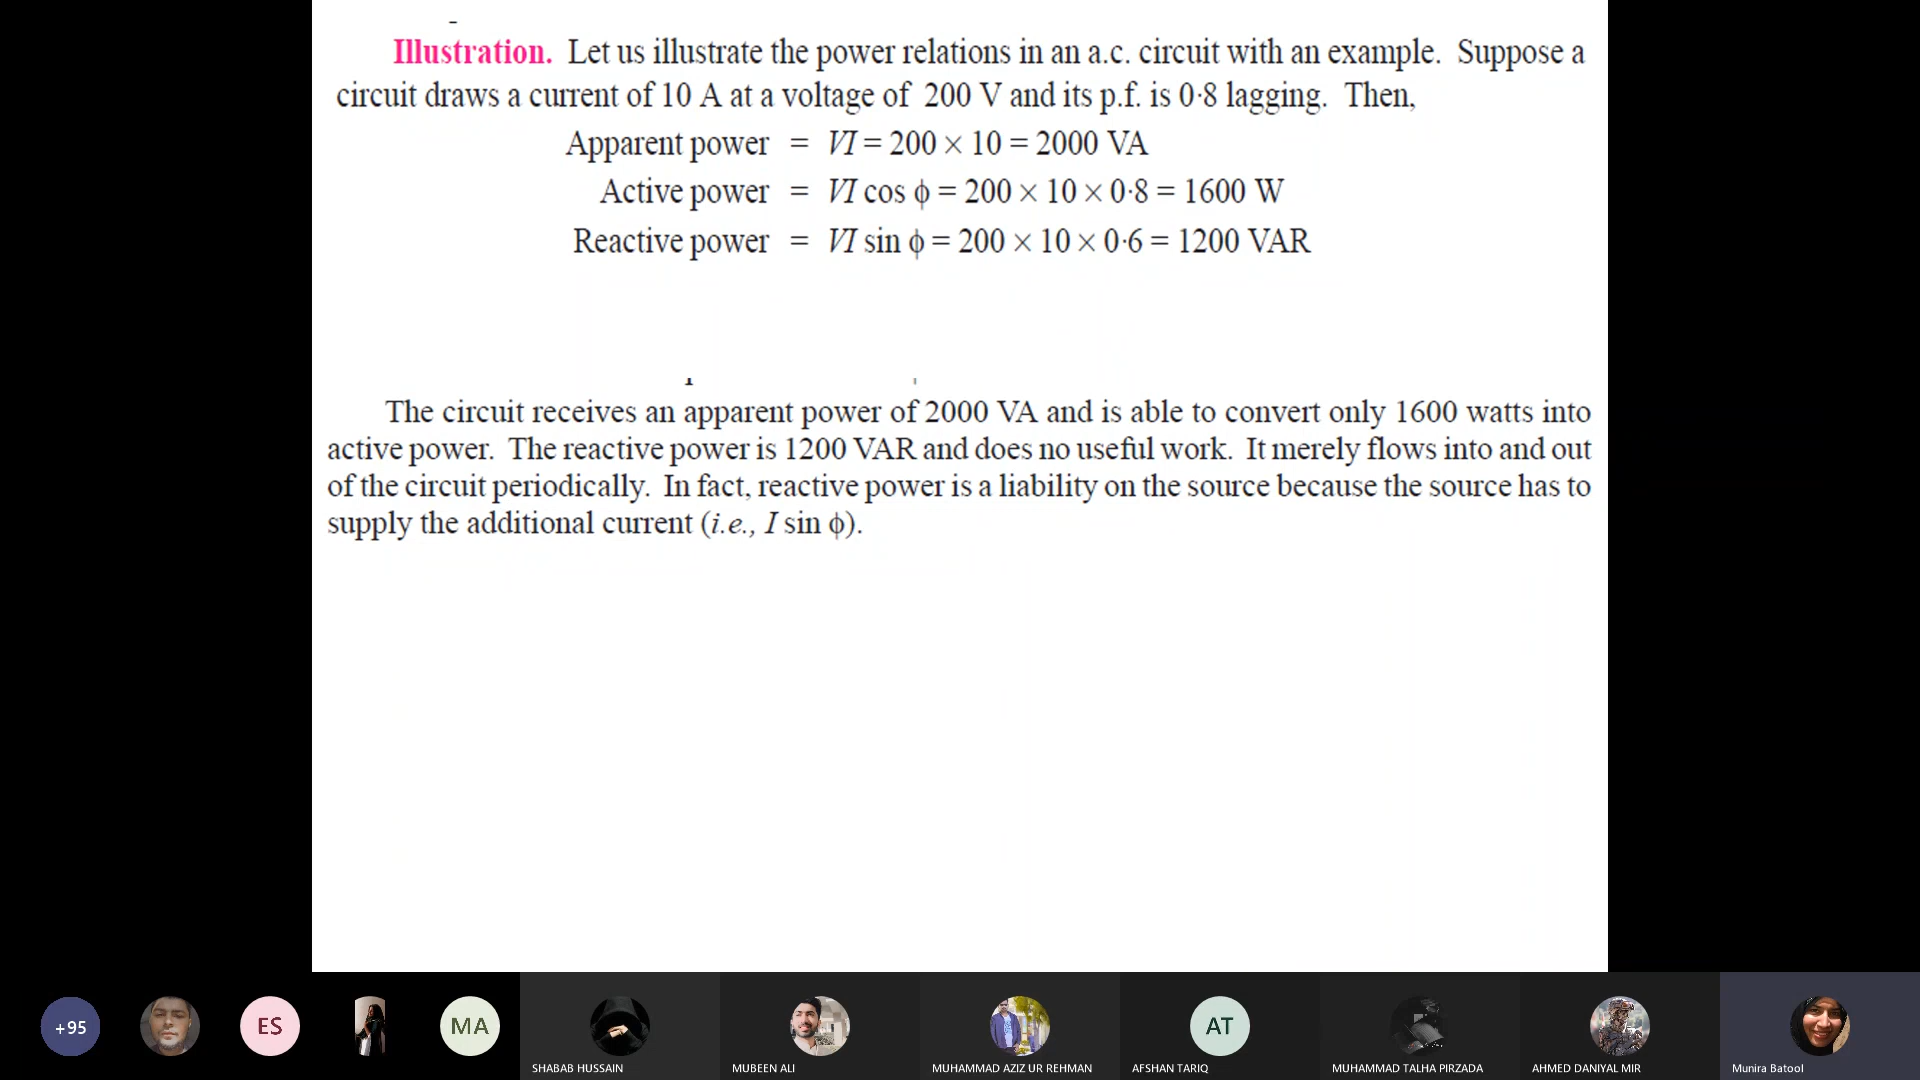 Illustration. Let us illustrate the power relations in an a.c. circuit with an example. Suppose a
circuit draws a current of 10 A at a voltage of 200 V and its p.f. is 0·8 lagging. Then,
Apparent power = VI = 200 × 10 = 2000 VA
Active power = VI cos ϕ = 200 × 10 × 0·8 = 1600 W
Reactive power = VI sin ϕ = 200 × 10 × 0·6 = 1200 VAR
The circuit receives an apparent power of 2000 VA and is able to convert only 1600 watts into
active power. The reactive power is 1200 VAR and does no useful work. It merely flows into and out
of the circuit periodically. In fact, reactive power is a liability on the source because the source has to
supply the additional current (i.e., I sin ϕ).
+95
ES
MA
AT
SHABAB HUSSAIN
MUBEEN ALI
MUHAMMAD AZIZ UR REHMAN
AFSHAN TARIQ
MUHAMMAD TALHA PIRZADA
AHMED DANIYAL MIR
Munira Batool